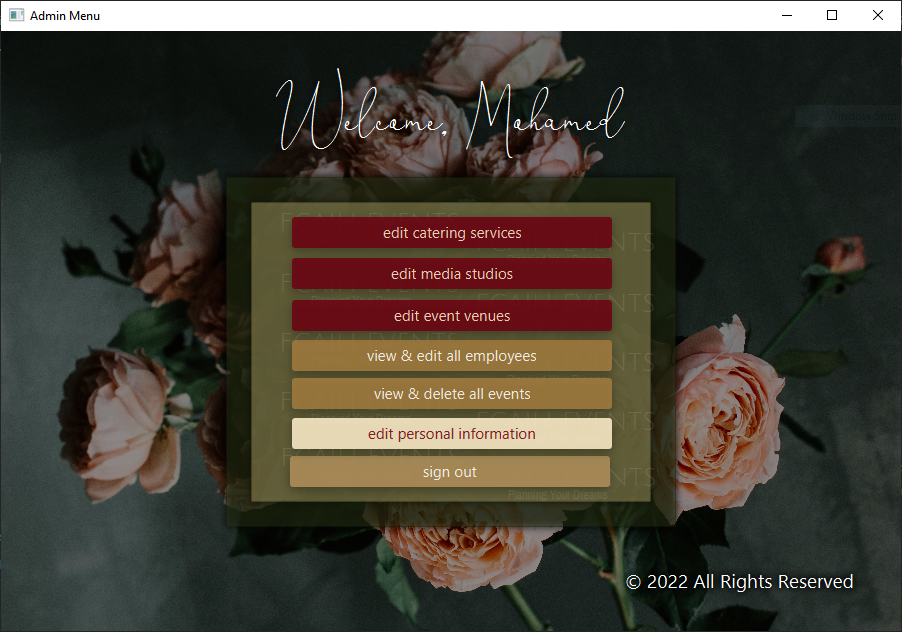 Admin Menu
Welcome, Mohamed
edit catering services
edit media studios
edit event venues
view & edit all employees
view & delete all events
edit personal information
sign out
Planning Your Dreams
© 2022 All Rights Reserved